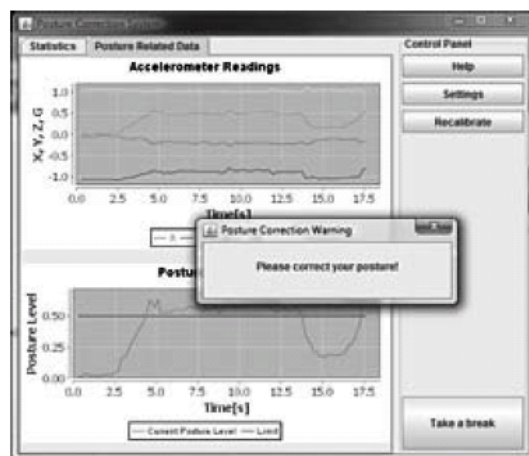 Posture Correction System
Statistics
Posture Related Data
Control Panel
Help
Settings
Recalibrate
Take a break
Accelerometer Readings
X, Y, Z, G
1.0
0.5
0.0
-0.5
-1.0
0.0 2.5 5.0 7.5 10.0 12.5 15.0 17.5
Time[s]
X
Posture Correction Warning
Please correct your posture!
Postu
Posture Level
0.50
0.25
0.00
0.0 2.5 5.0 7.5 10.0 12.5 15.0 17.5
Time[s]
Current Posture Level Limit